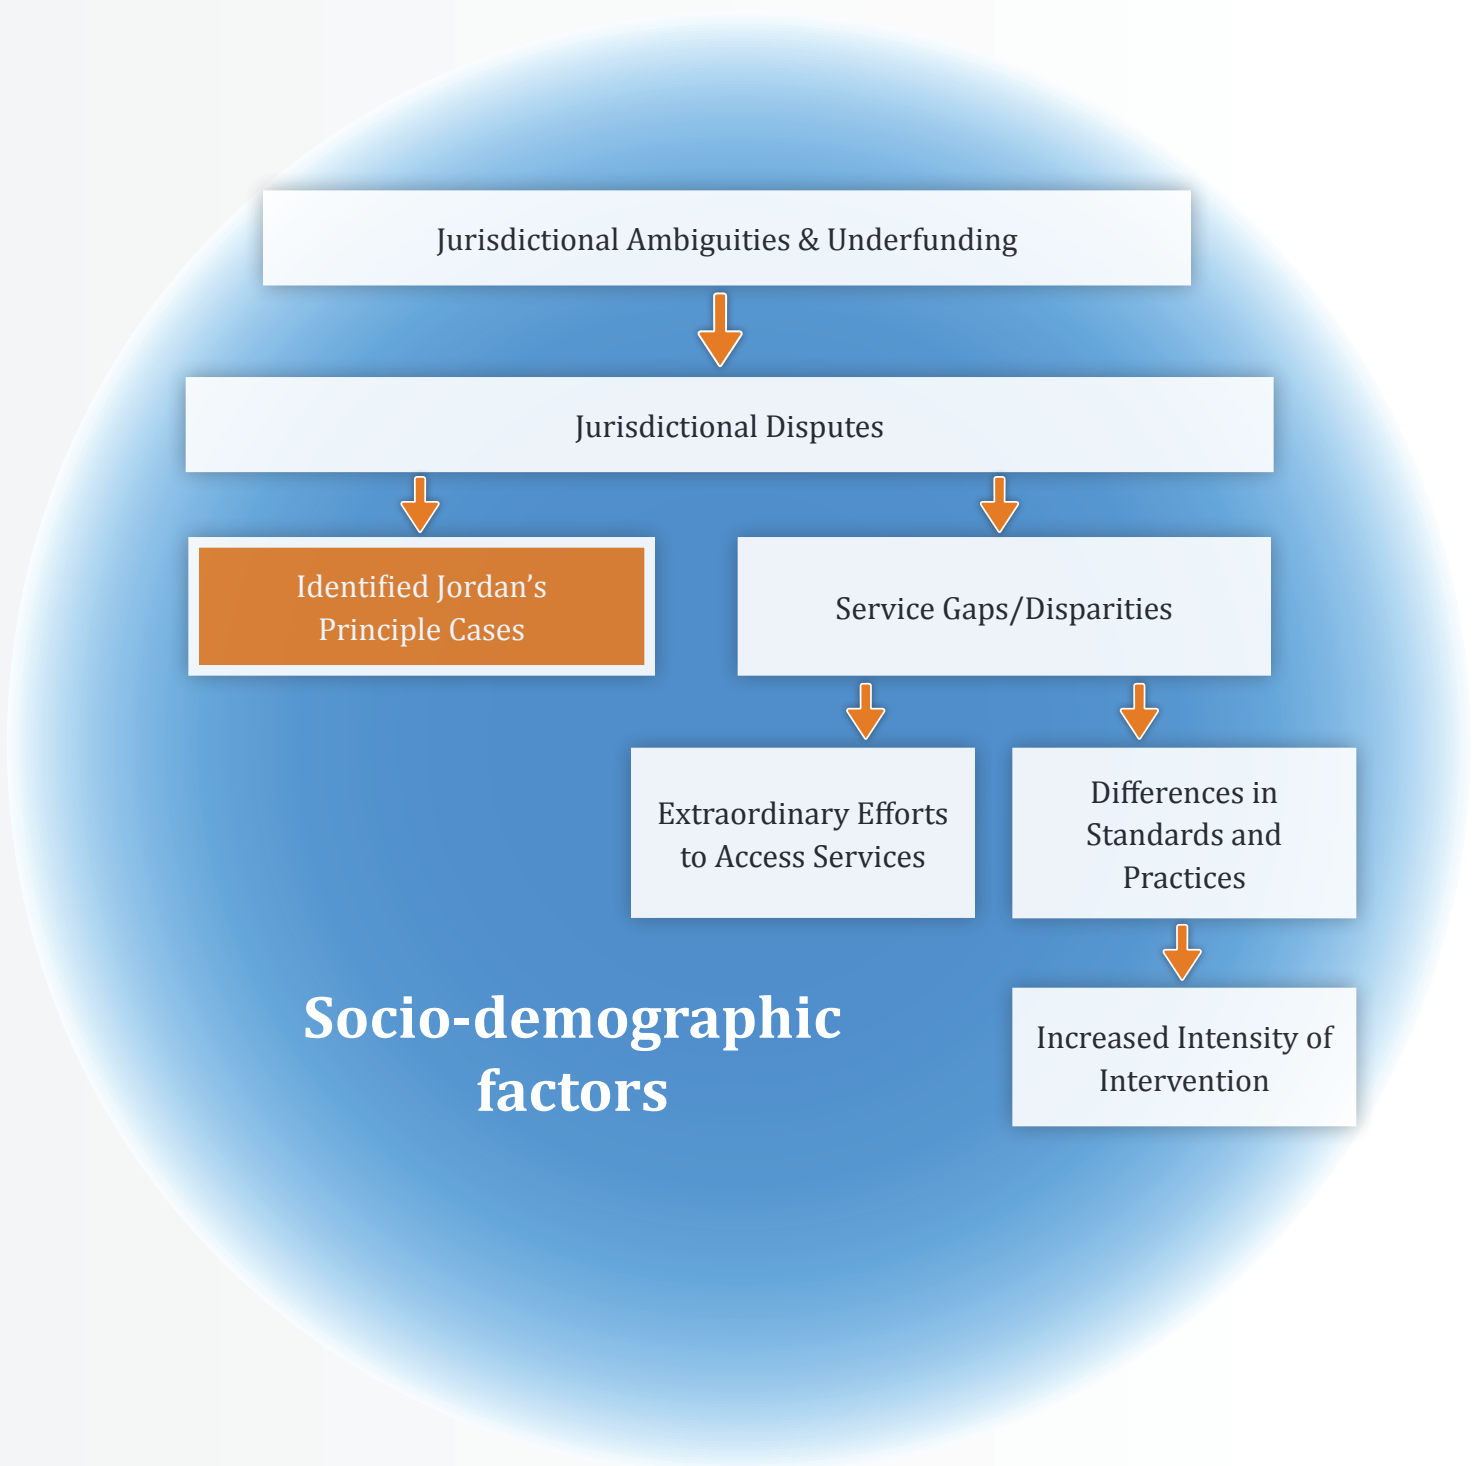 Jurisdictional Ambiguities & Underfunding
Jurisdictional Disputes
Identified Jordan’s
Principle Cases
Service Gaps/Disparities
Extraordinary Efforts
to Access Services
Differences in
Standards and
Practices
Socio-demographic
factors
Increased Intensity of
Intervention